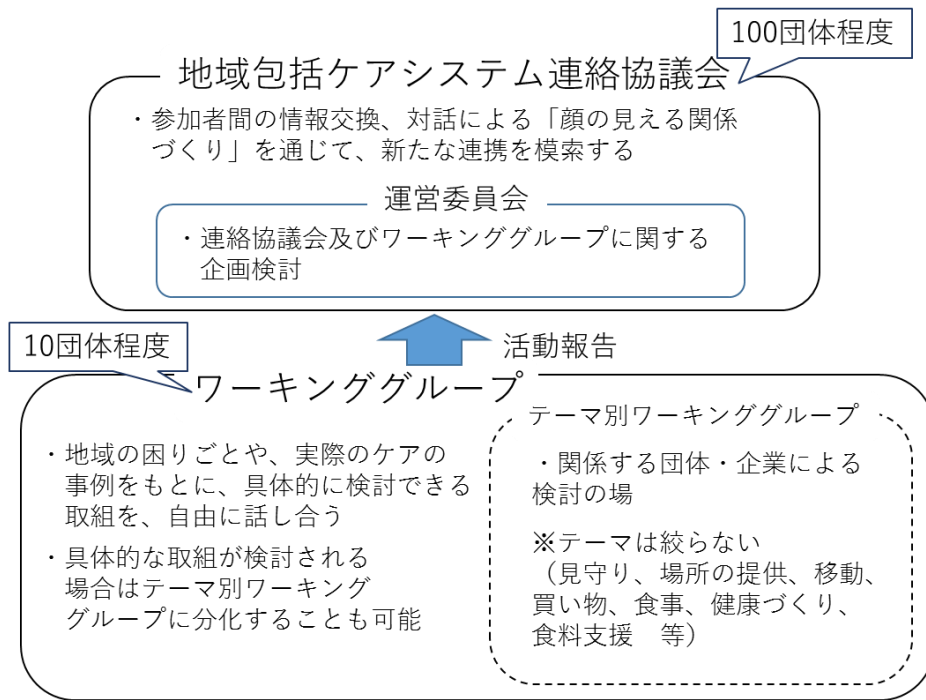 100団体程度
地域包括ケアシステム連絡協議会
・参加者間の情報交換、対話による「顔の見える関係
づくり」を通じて、新たな連携を模索する
運営委員会
・連絡協議会及びワーキンググループに関する
企画検討
10団体程度
活動報告
ワーキンググループ
・地域の困りごとや、実際のケアの
事例をもとに、具体的に検討できる
取組を、自由に話し合う
・具体的な取組が検討される
場合はテーマ別ワーキング
グループに分化することも可能
テーマ別ワーキンググループ
・関係する団体・企業による
検討の場
※テーマは絞らない
（見守り、場所の提供、移動、
買い物、食事、健康づくり、
食料支援　等）